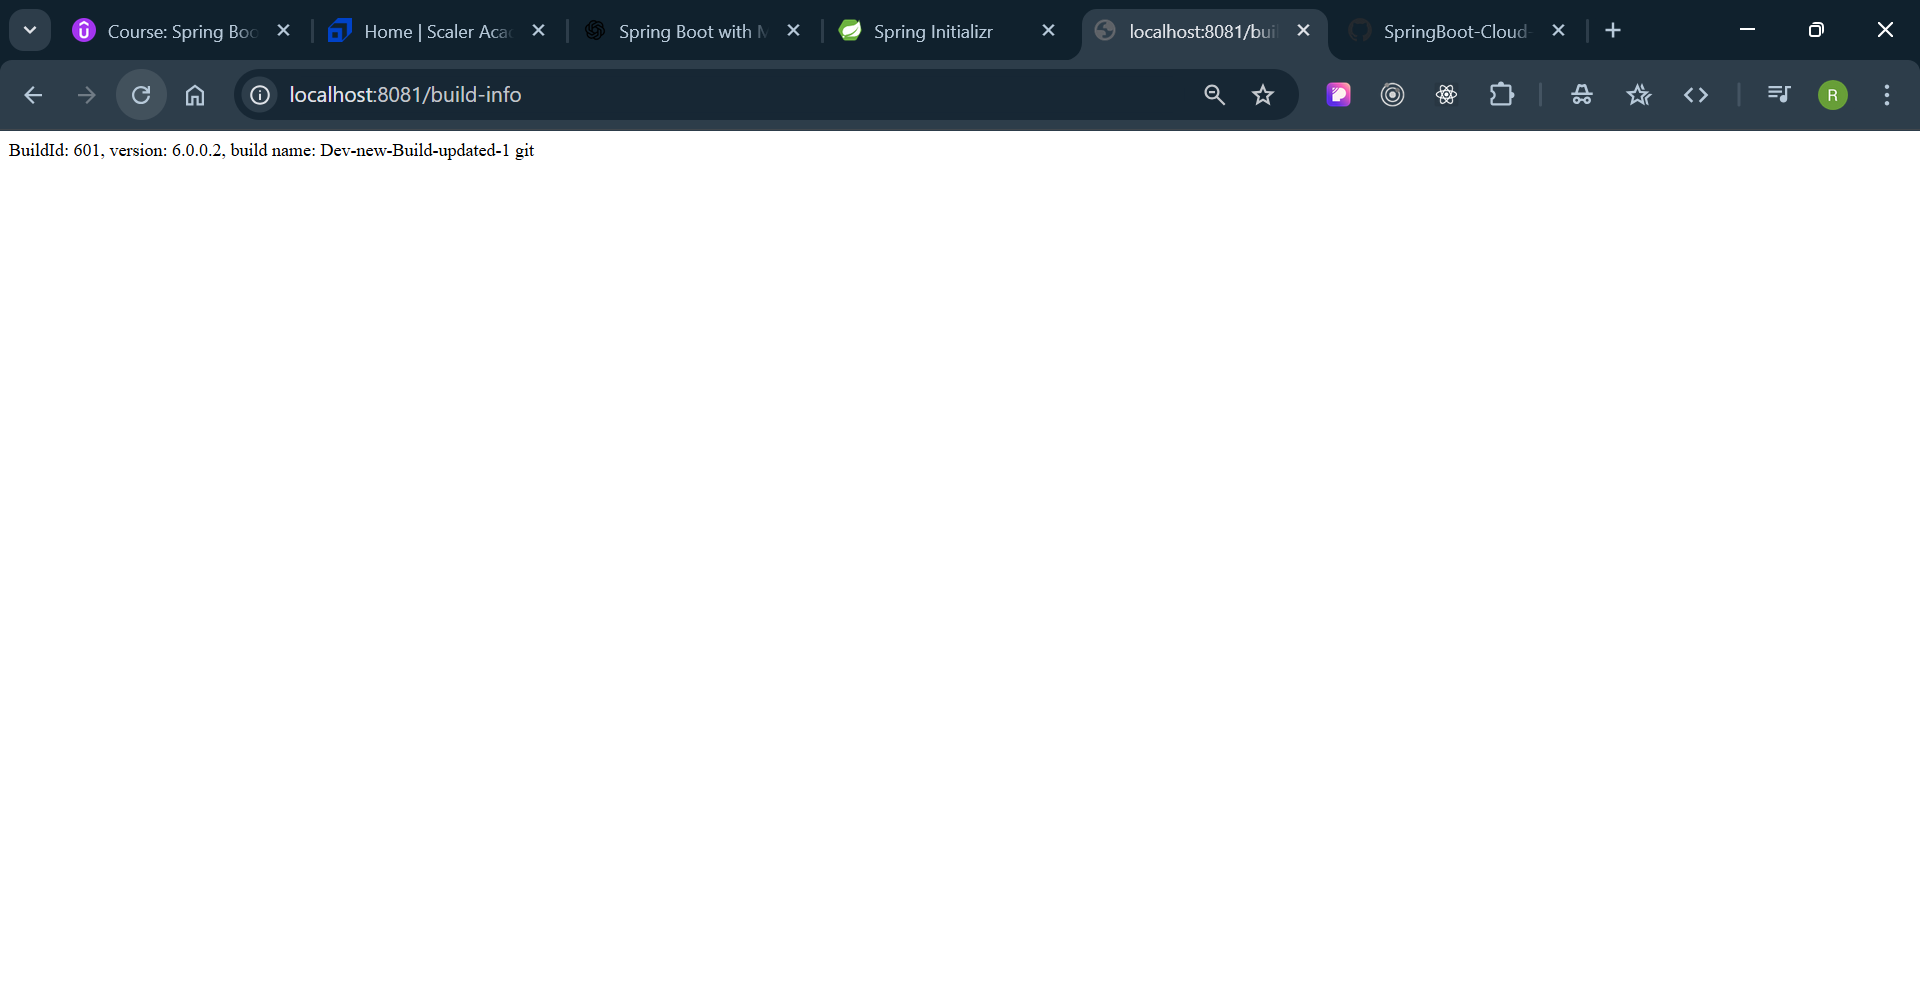 Course: Spring Boo
Home | Scaler Aca
Spring Boot with
Spring Initializr
localhost:8081/bui
SpringBoot-Cloud-
localhost:8081/build-info
R
BuildId: 601, version: 6.0.0.2, build name: Dev-new-Build-updated-1 git